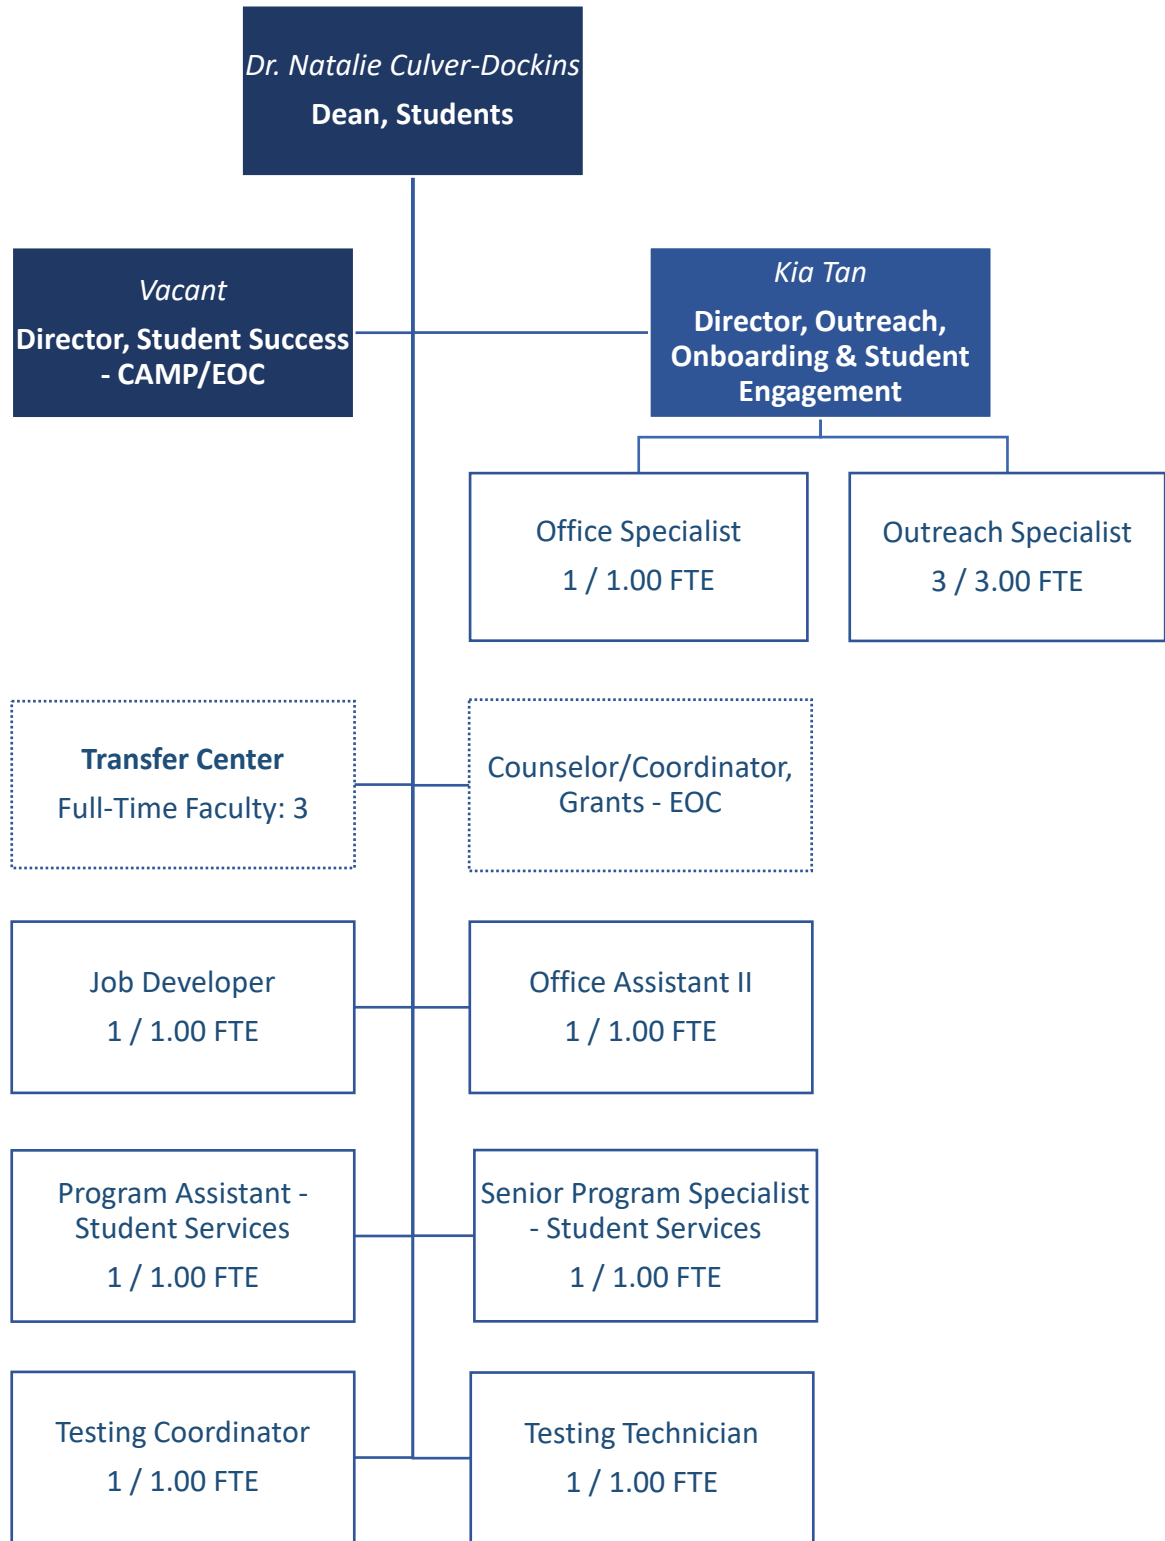 Dr. Natalie Culver-Dockins
Dean, Students
Vacant
Director, Student Success
- CAMP/EOC
Kia Tan
Director, Outreach,
Onboarding & Student
Engagement
Office Specialist
1 / 1.00 FTE
Outreach Specialist
3 / 3.00 FTE
Transfer Center
Full-Time Faculty: 3
Counselor/Coordinator,
Grants - EOC
Job Developer
1 / 1.00 FTE
Office Assistant II
1 / 1.00 FTE
Program Assistant -
Student Services
1 / 1.00 FTE
Senior Program Specialist
- Student Services
1 / 1.00 FTE
Testing Coordinator
1 / 1.00 FTE
Testing Technician
1 / 1.00 FTE